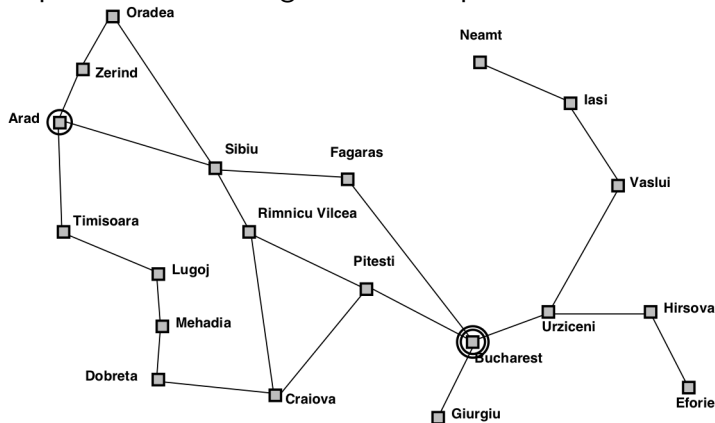 Oradea
Neamt
Zerind
Iasi
Arad
Sibiu
Fagaras
Vaslui
Timisoara
Rimnicu Vilcea
Pitesti
Lugoj
Hirsova
Mehadia
Urziceni
Bucharest
Dobreta
Craiova
Eforie
Giurgiu